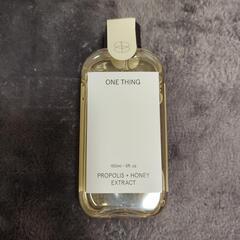 ONE THING
150ml ∙ 5fl. oz
PROPOLIS + HONEY
EXTRACT